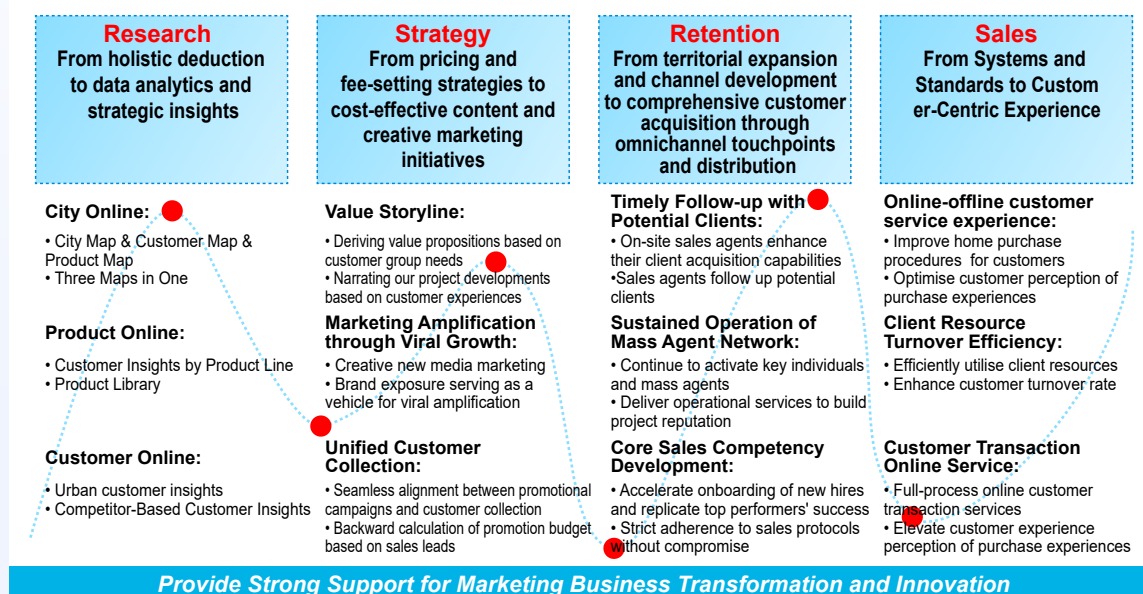 Research
From holistic deduction
to data analytics and
strategic insights
City Online:
• City Map & Customer Map &
Product Map
• Three Maps in One
Product Online:
• Customer Insights by Product Line
• Product Library
Customer Online:
• Urban customer insights
• Competitor-Based Customer Insights
Strategy
From pricing and
fee-setting strategies to
cost-effective content and
creative marketing
initiatives
Value Storyline:
• Deriving value propositions based on
customer group needs
• Narrating our project developments
based on customer experiences
Marketing Amplification
through Viral Growth:
• Creative new media marketing
• Brand exposure serving as a
vehicle for viral amplification
Unified Customer
Collection:
• Seamless alignment between promotional
campaigns and customer collection
• Backward calculation of promotion budget
based on sales leads
Retention
From territorial expansion
and channel development
to comprehensive customer
acquisition through
omnichannel touchpoints
and distribution
Timely Follow-up with
Potential Clients:
• On-site sales agents enhance
their client acquisition capabilities
•Sales agents follow up potential
clients
Sustained Operation of
Mass Agent Network:
• Continue to activate key individuals
and mass agents
• Deliver operational services to build
project reputation
Core Sales Competency
Development:
• Accelerate onboarding of new hires
and replicate top performers' success
• Strict adherence to sales protocols
without compromise
Sales
From Systems and
Standards to Custom
er-Centric Experience
Online-offline customer
service experience:
• Improve home purchase
procedures for customers
• Optimise customer perception of
purchase experiences
Client Resource
Turnover Efficiency:
• Efficiently utilise client resources
• Enhance customer turnover rate
Customer Transaction
Online Service:
• Full-process online customer
transaction services
• Elevate customer experience
perception of purchase experiences
Provide Strong Support for Marketing Business Transformation and Innovation